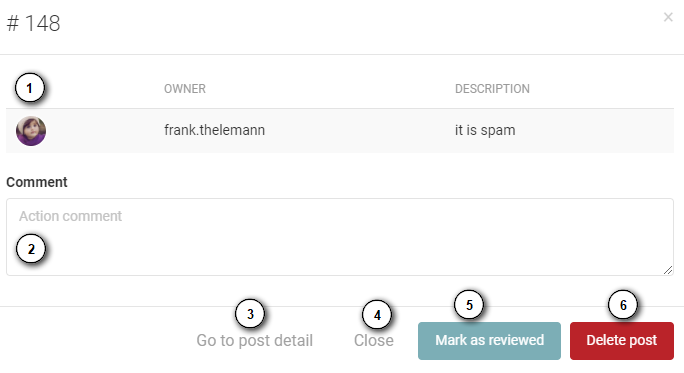 # 148
×
1
OWNER DESCRIPTION
frank.thelemann it is spam
Comment
Action comment
2
3 4 5 6
Go to post detail Close Mark as reviewed Delete post